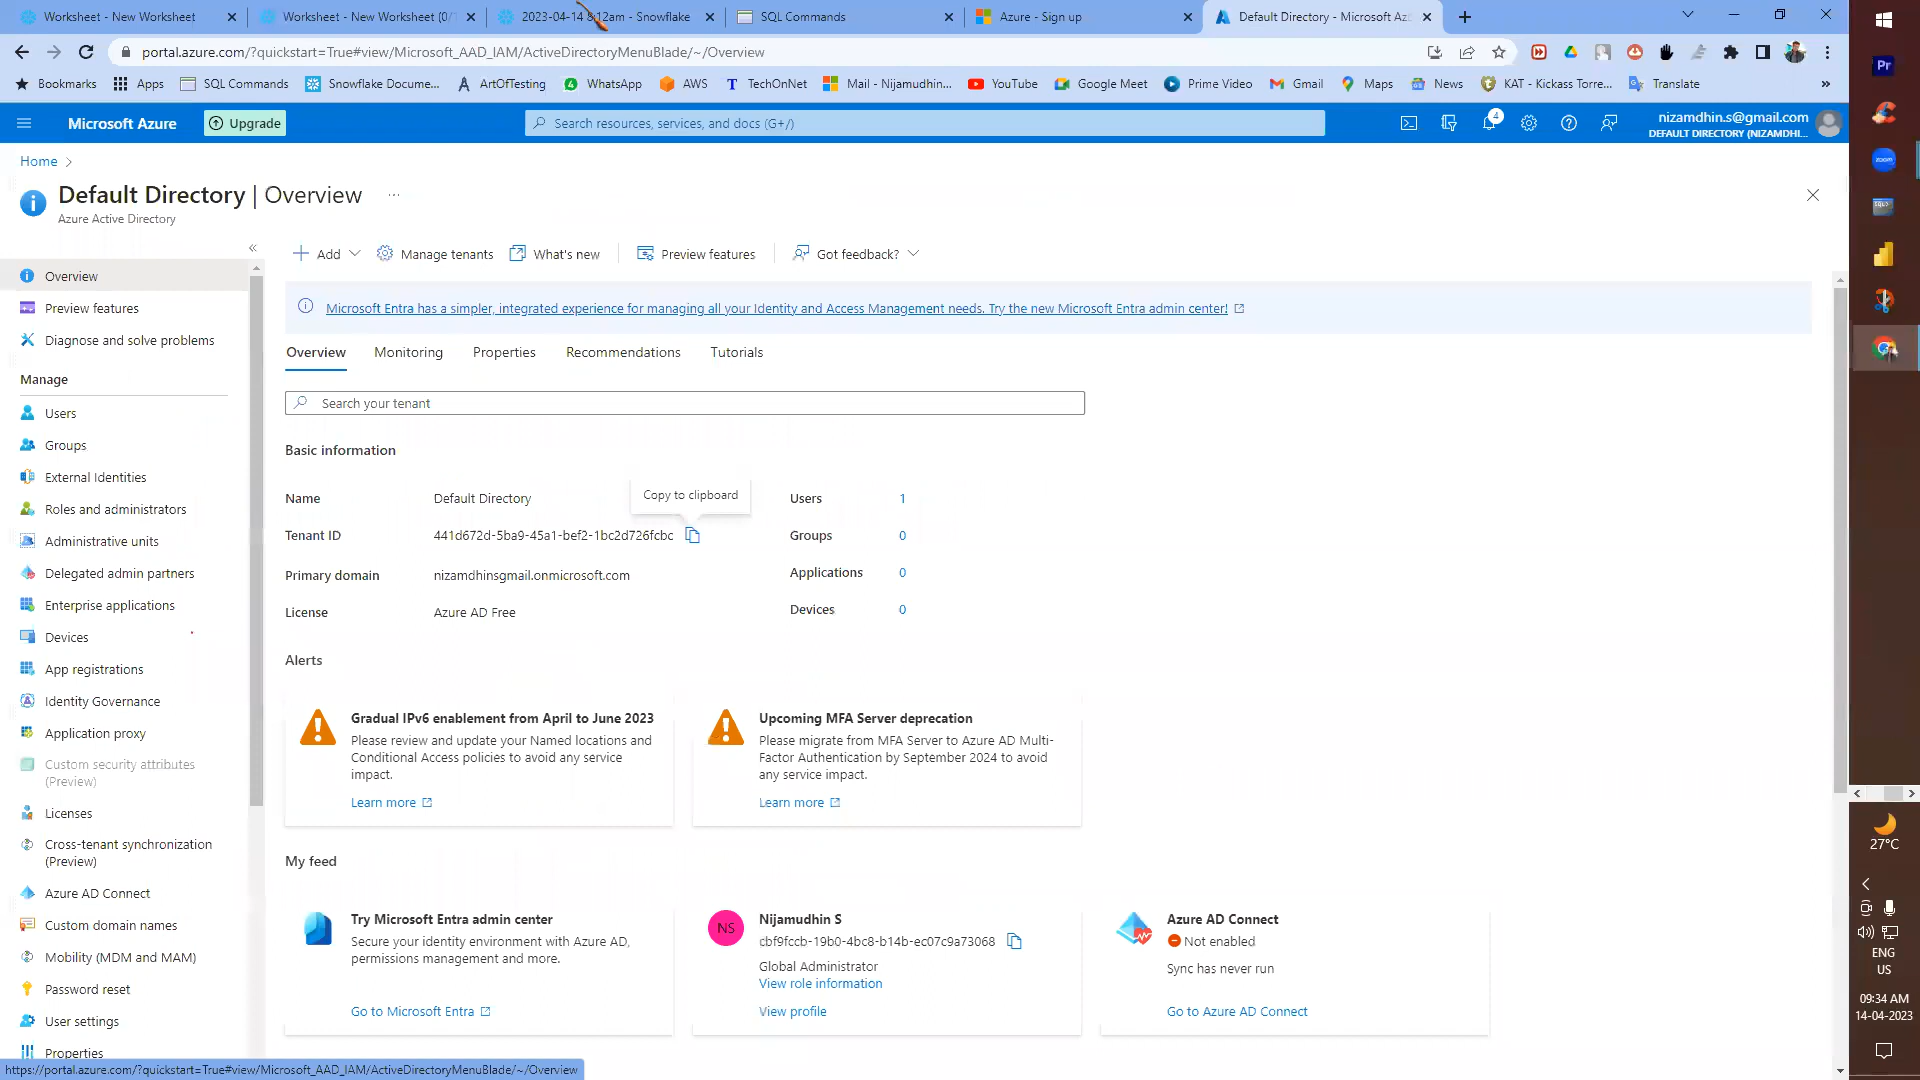 Worksheet - New Worksheet
Worksheet - New Worksheet (0/
2023-04-14 8:12am - Snowflake
SQL Commands
Azure - Sign up
Default Directory - Microsoft Az
portal.azure.com/?quickstart=True#view/Microsoft_AAD_IAM/ActiveDirectoryMenuBlade/~/Overview
Bookmarks
Apps
SQL Commands
Snowflake Docume...
ArtOfTesting
WhatsApp
AWS
TechOnNet
Mail - Nijamudhin...
YouTube
Google Meet
Prime Video
Gmail
Maps
News
KAT - Kickass Torre...
Translate
Microsoft Azure
Upgrade
Search resources, services, and docs (G+/)
4
nizamdhin.s@gmail.com
DEFAULT DIRECTORY (NIZAMDHI...
Home
Default Directory | Overview
Azure Active Directory
Overview
Preview features
Diagnose and solve problems
Manage
Users
Groups
External Identities
Roles and administrators
Administrative units
Delegated admin partners
Enterprise applications
Devices
App registrations
Identity Governance
Application proxy
Custom security attributes
(Preview)
Licenses
Cross-tenant synchronization
(Preview)
Azure AD Connect
Custom domain names
Mobility (MDM and MAM)
Password reset
User settings
Properties
Add
Manage tenants
What's new
Preview features
Got feedback?
Microsoft Entra has a simpler, integrated experience for managing all your Identity and Access Management needs. Try the new Microsoft Entra admin center!
Overview
Monitoring
Properties
Recommendations
Tutorials
Search your tenant
Basic information
Name
Default Directory
Copy to clipboard
Users
1
Tenant ID
441d672d-5ba9-45a1-bef2-1bc2d726fcbc
Groups
0
Primary domain
nizamdhinsgmail.onmicrosoft.com
Applications
0
License
Azure AD Free
Devices
0
Alerts
Gradual IPv6 enablement from April to June 2023
Please review and update your Named locations and
Conditional Access policies to avoid any service
impact.
Learn more
Upcoming MFA Server deprecation
Please migrate from MFA Server to Azure AD Multi-
Factor Authentication by September 2024 to avoid
any service impact.
Learn more
My feed
Try Microsoft Entra admin center
Secure your identity environment with Azure AD,
permissions management and more.
Go to Microsoft Entra
NS
Nijamudhin S
cbf9fccb-19b0-4bc8-b14b-ec07c9a73068
Global Administrator
View role information
View profile
Azure AD Connect
Not enabled
Sync has never run
Go to Azure AD Connect
https://portal.azure.com/?quickstart=True#view/Microsoft_AAD_IAM/ActiveDirectoryMenuBlade/~/Overview
Pr
zoom
27°C
ENG
US
09:34 AM
14-04-2023